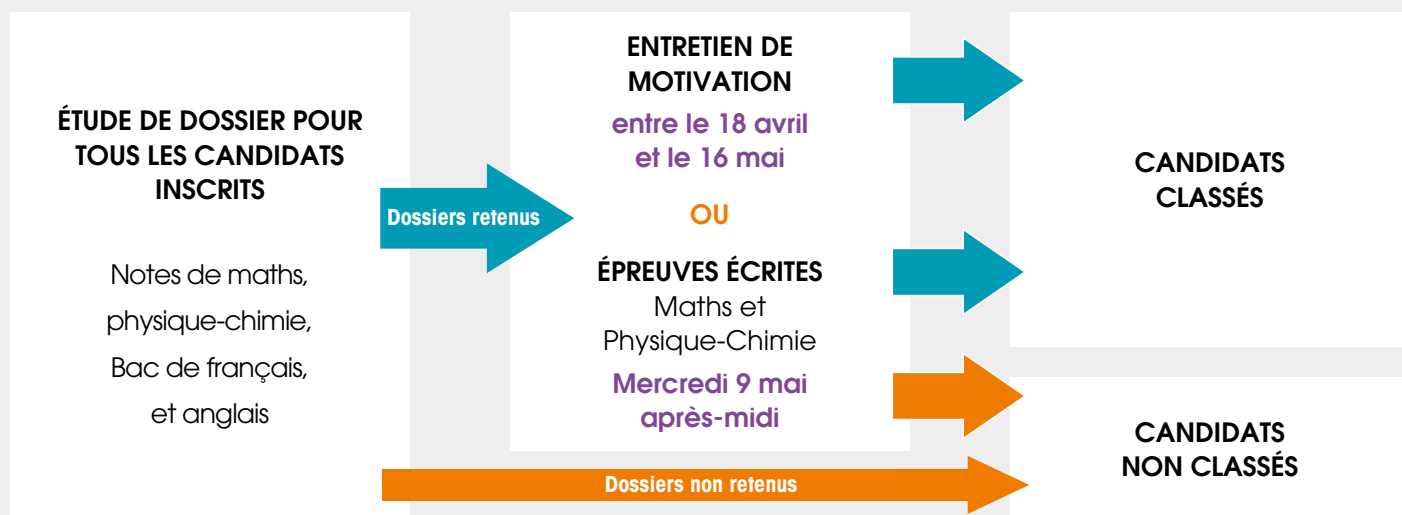 ÉTUDE DE DOSSIER POUR
TOUS LES CANDIDATS
INSCRITS
Notes de maths,
physique-chimie,
Bac de français,
et anglais
Dossiers retenus
ENTRETIEN DE
MOTIVATION
entre le 18 avril
et le 16 mai
OU
ÉPREUVES ÉCRITES
Maths et
Physique-Chimie
Mercredi 9 mai
après-midi
Dossiers non retenus
CANDIDATS
CLASSÉS
CANDIDATS
NON CLASSÉS